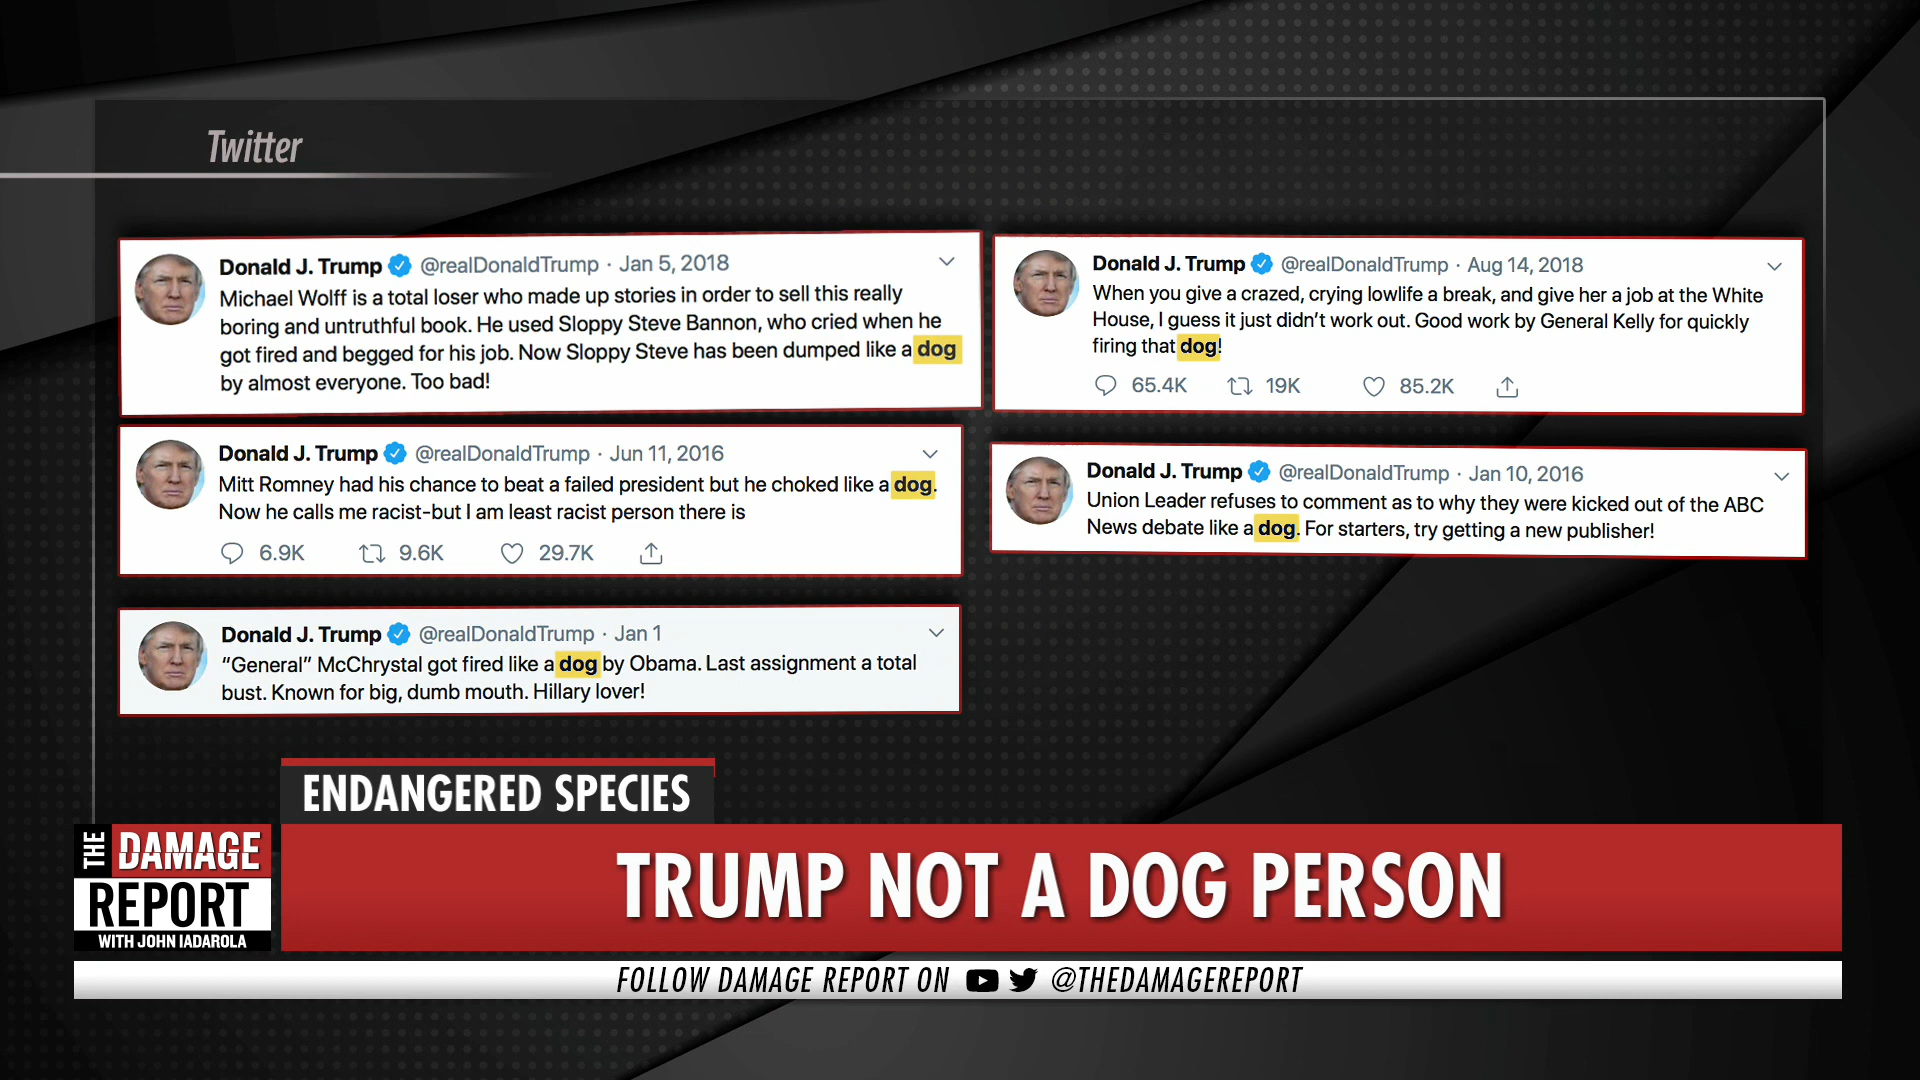 Twitter
Donald J. Trump @realDonaldTrump · Jan 5, 2018
Michael Wolff is a total loser who made up stories in order to sell this really
boring and untruthful book. He used Sloppy Steve Bannon, who cried when he
got fired and begged for his job. Now Sloppy Steve has been dumped like a dog
by almost everyone. Too bad!
Donald J. Trump @realDonaldTrump · Aug 14, 2018
When you give a crazed, crying lowlife a break, and give her a job at the White
House, I guess it just didn't work out. Good work by General Kelly for quickly
firing that dog!
65.4K 19K 85.2K
Donald J. Trump @realDonaldTrump · Jun 11, 2016
Mitt Romney had his chance to beat a failed president but he choked like a dog.
Now he calls me racist-but I am least racist person there is
6.9K 9.6K 29.7K
Donald J. Trump @realDonaldTrump · Jan 10, 2016
Union Leader refuses to comment as to why they were kicked out of the ABC
News debate like a dog. For starters, try getting a new publisher!
Donald J. Trump @realDonaldTrump · Jan 1
“General” McChrystal got fired like a dog by Obama. Last assignment a total
bust. Known for big, dumb mouth. Hillary lover!
ENDANGERED SPECIES
THE DAMAGE
REPORT
WITH JOHN IADAROLA
TRUMP NOT A DOG PERSON
FOLLOW DAMAGE REPORT ON @THEDAMAGEREPORT